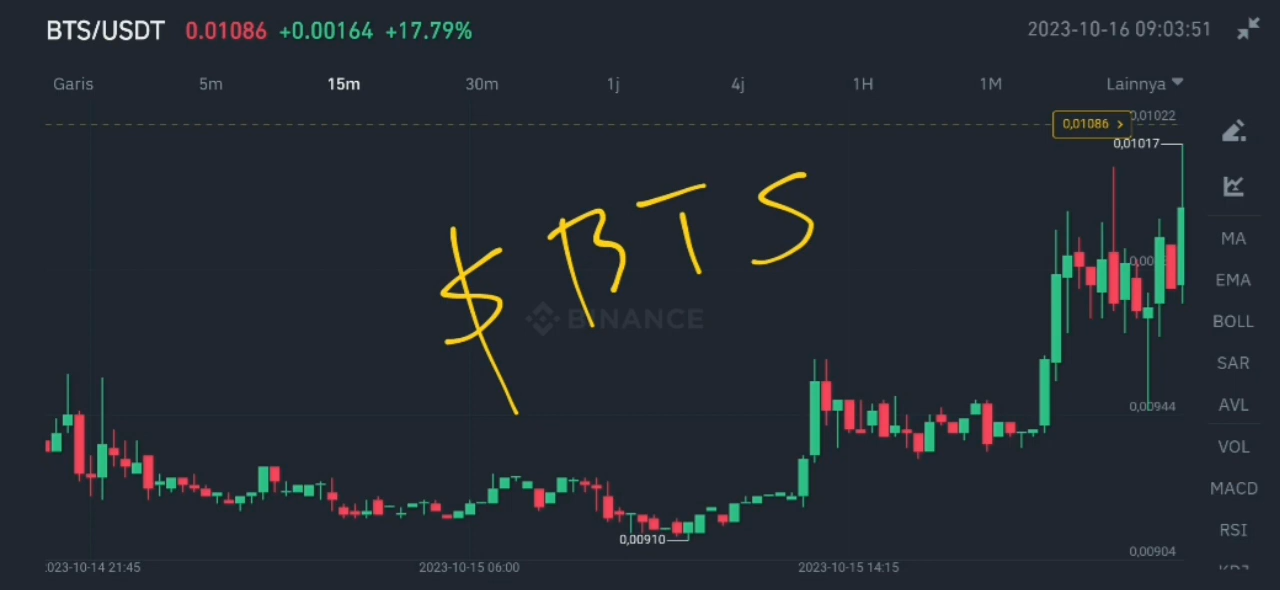 BTS/USDT 0.01086 +0.00164 +17.79% 2023-10-16 09:03:51
Garis 5m 15m 30m 1j 4j 1H 1M Lainnya
0,01086 > 0,01022
0,01017
$BTS
MA
EMA
BINANCE
BOLL
SAR
0,00944
AVL
VOL
MACD
RSI
0,00910
0,00904
2023-10-15 06:00 2023-10-15 14:15